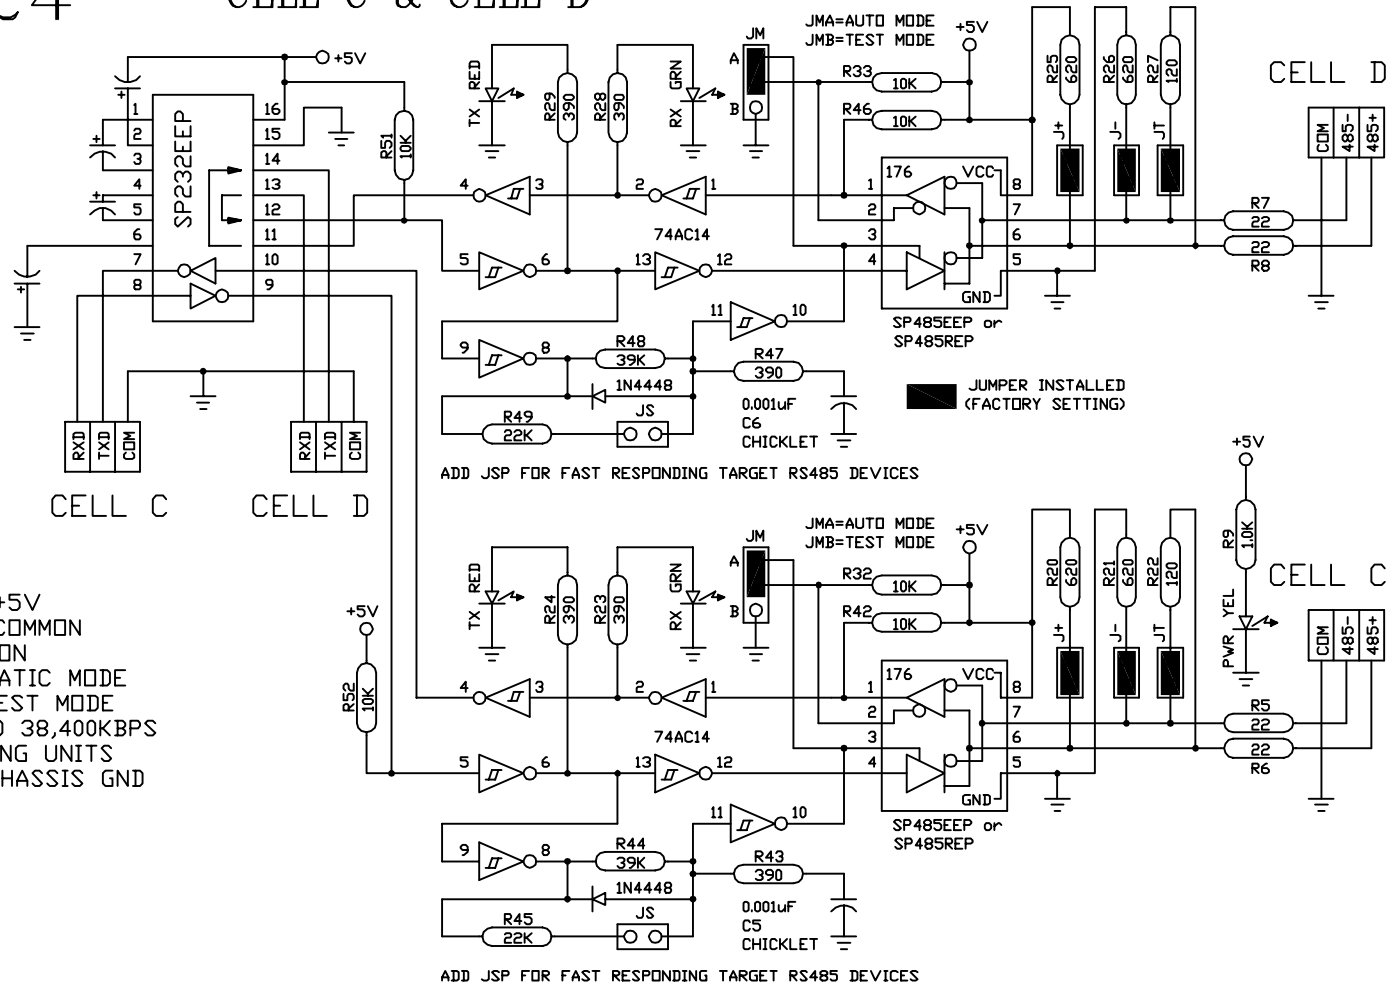 CELL C & CELL D
JMA=AUTO MODE
JMB=TEST MODE
+5V
JM
A
B
R33
10K
R46
10K
R25
620
R26
620
R27
120
J+
J-
JT
CELL D
COM
485-
485+
+5V
SP232EEP
1
2
3
4
5
6
7
8
16
15
14
13
12
11
10
9
R51
10K
RED
TX
R29
390
R28
390
GRN
RX
4
3
2
1
74AC14
5
6
13
12
11
10
9
8
176
VCC
GND
1
2
3
4
8
7
6
5
SP485EEP or
SP485REP
R7
22
22
R8
R48
39K
1N4448
R49
22K
JS
R47
390
0.001uF
C6
CHICKLET
JUMPER INSTALLED
(FACTORY SETTING)
ADD JSP FOR FAST RESPONDING TARGET RS485 DEVICES
RXD
TXD
COM
CELL C
RXD
TXD
COM
CELL D
+5V
COMMON
ON
ATIC MODE
EST MODE
O 38,400KBPS
NG UNITS
HASSIS GND
+5V
R52
10K
JMA=AUTO MODE
JMB=TEST MODE
+5V
JM
A
B
R32
10K
R42
10K
R20
620
R21
620
R22
120
J+
J-
JT
+5V
R9
1.0K
YEL
PWR
CELL C
COM
485-
485+
RED
TX
R24
390
R23
390
GRN
RX
4
3
2
1
74AC14
5
6
13
12
11
10
9
8
176
VCC
GND
1
2
3
4
8
7
6
5
SP485EEP or
SP485REP
R5
22
22
R6
R44
39K
1N4448
R45
22K
JS
R43
390
0.001uF
C5
CHICKLET
ADD JSP FOR FAST RESPONDING TARGET RS485 DEVICES